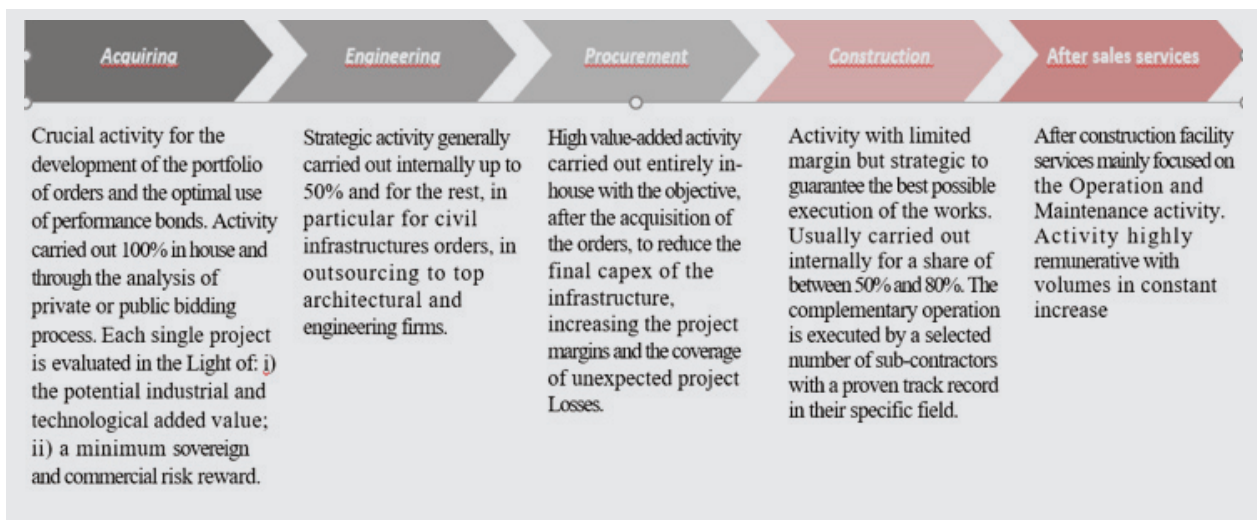 Acquiring
Engineering
Procurement
Construction
After sales services
Crucial activity for the
development of the portfolio
of orders and the optimal use
of performance bonds. Activity
carried out 100% in house and
through the analysis of
private or public bidding
process. Each single project
is evaluated in the Light of: i)
the potential industrial and
technological added value;
ii) a minimum sovereign
and commercial risk reward.
Strategic activity generally
carried out internally up to
50% and for the rest, in
particular for civil
infrastructures orders, in
outsourcing to top
architectural and
engineering firms.
High value-added activity
carried out entirely in-
house with the objective,
after the acquisition of
the orders, to reduce the
final capex of the
infrastructure,
increasing the project
margins and the coverage
of unexpected project
Losses.
Activity with limited
margin but strategic to
guarantee the best possible
execution of the works.
Usually carried out
internally for a share of
between 50% and 80%. The
complementary operation
is executed by a selected
number of sub-contractors
with a proven track record
in their specific field.
After construction facility
services mainly focused on
the Operation and
Maintenance activity.
Activity highly
remunerative with
volumes in constant
increase